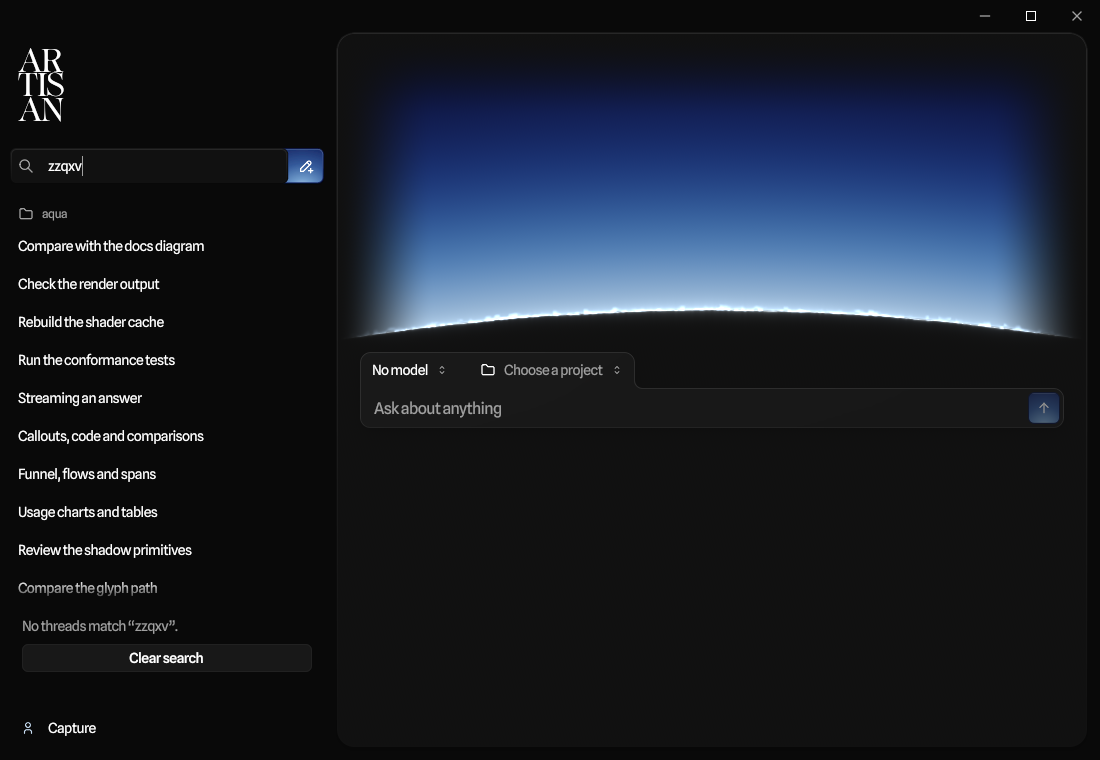 AR
TIS
AN
zzqxv
aqua
Compare with the docs diagram
Check the render output
Rebuild the shader cache
Run the conformance tests
Streaming an answer
Callouts, code and comparisons
Funnel, flows and spans
Usage charts and tables
Review the shadow primitives
Compare the glyph path
No threads match “zzqxv”.
Clear search
Capture
No model
Choose a project
Ask about anything